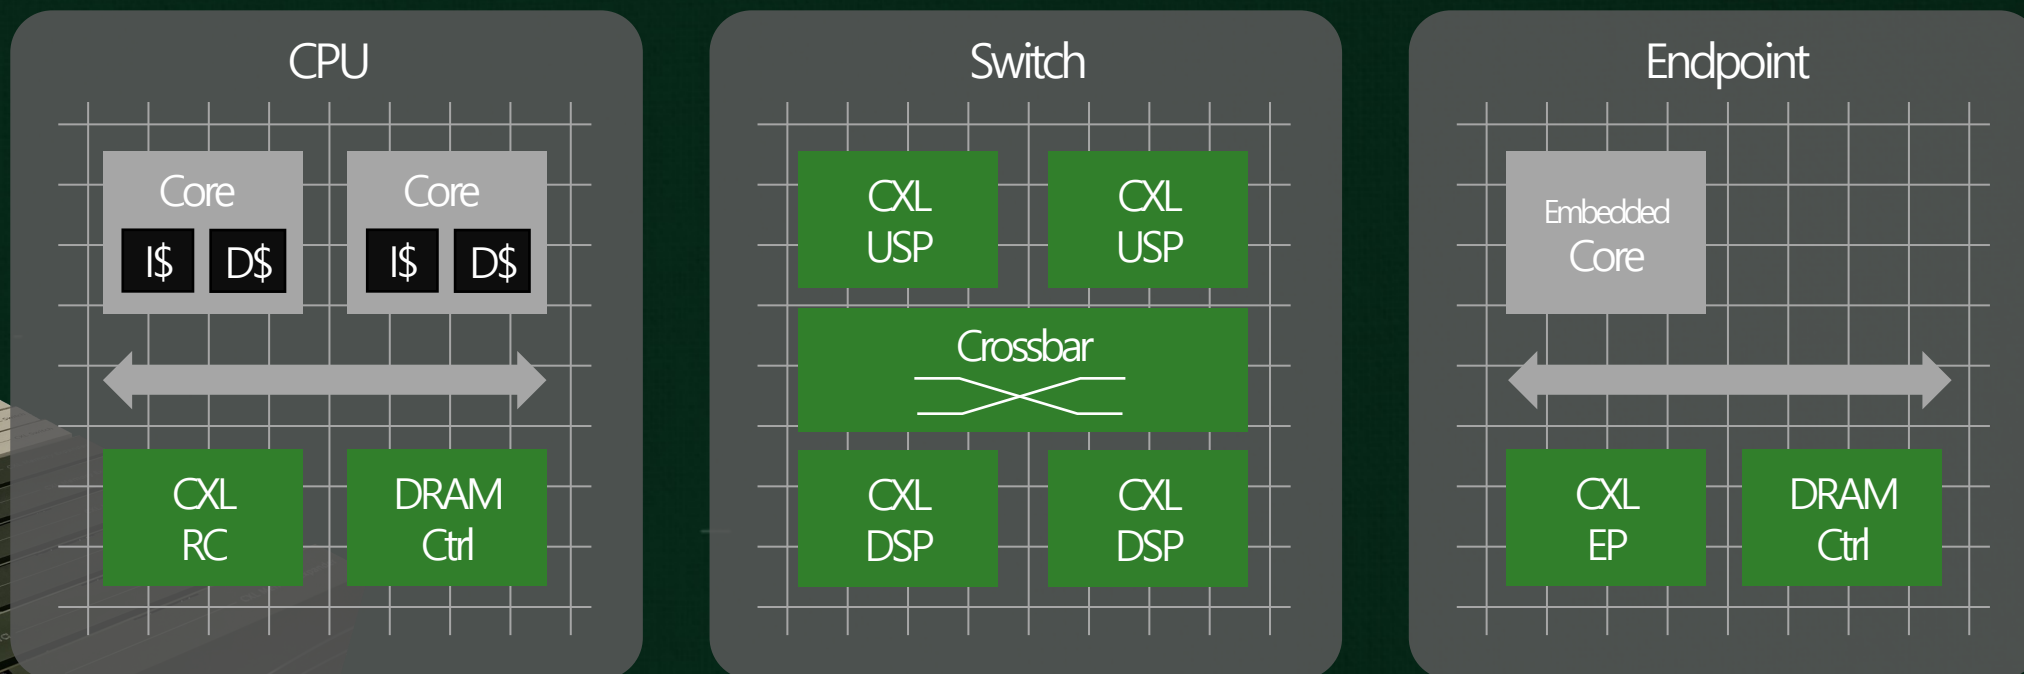 CPU
Core
I$ D$
Core
I$ D$
CXL
RC
DRAM
Ctrl
Switch
CXL
USP
CXL
USP
Crossbar
CXL
DSP
CXL
DSP
Endpoint
Embedded
Core
CXL
EP
DRAM
Ctrl